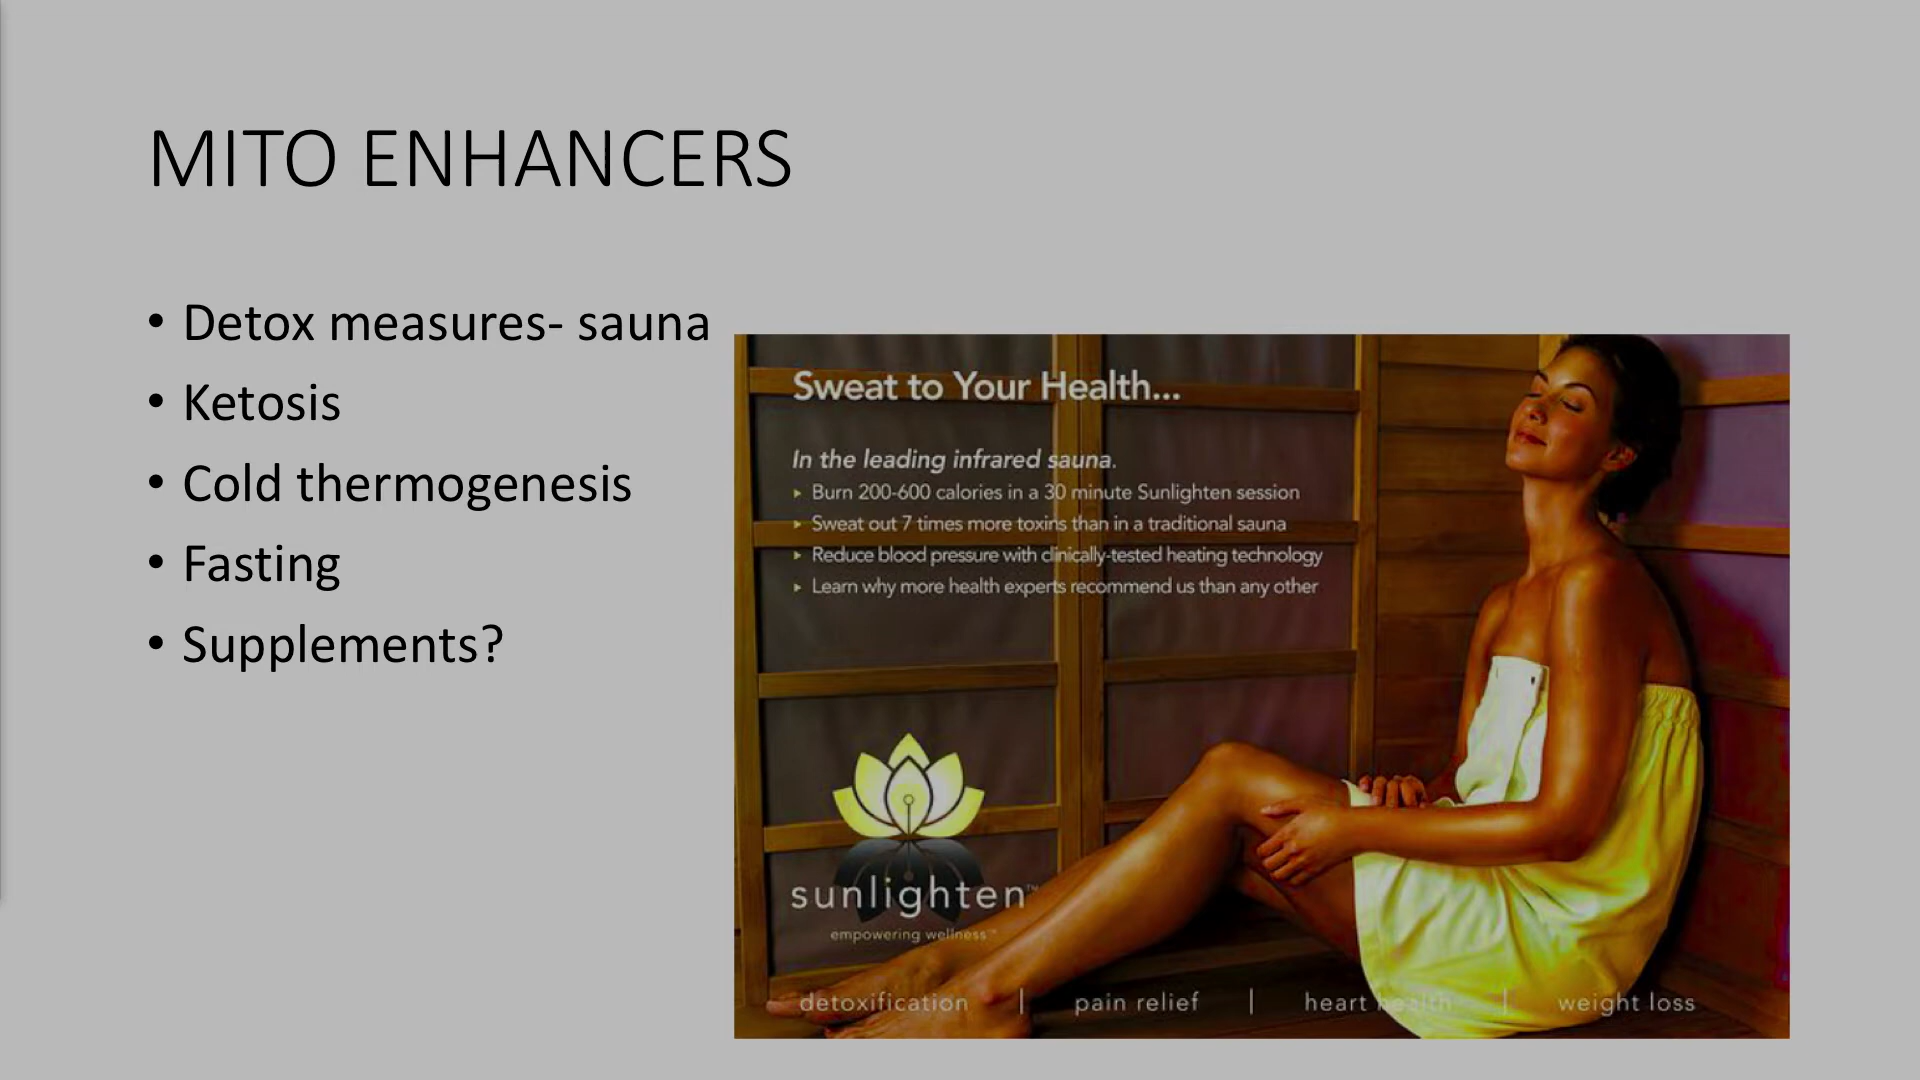 MITO ENHANCERS
• Detox measures- sauna
• Ketosis
• Cold thermogenesis
• Fasting
• Supplements?
Sweat to Your Health...
In the leading infrared sauna.
▸ Burn 200-600 calories in a 30 minute Sunlighten session
▸ Sweat out 7 times more toxins than in a traditional sauna
▸ Reduce blood pressure with clinically-tested heating technology
▸ Learn why more health experts recommend us than any other
sunlighten™
empowering wellness™
detoxification | pain relief | heart health | weight loss